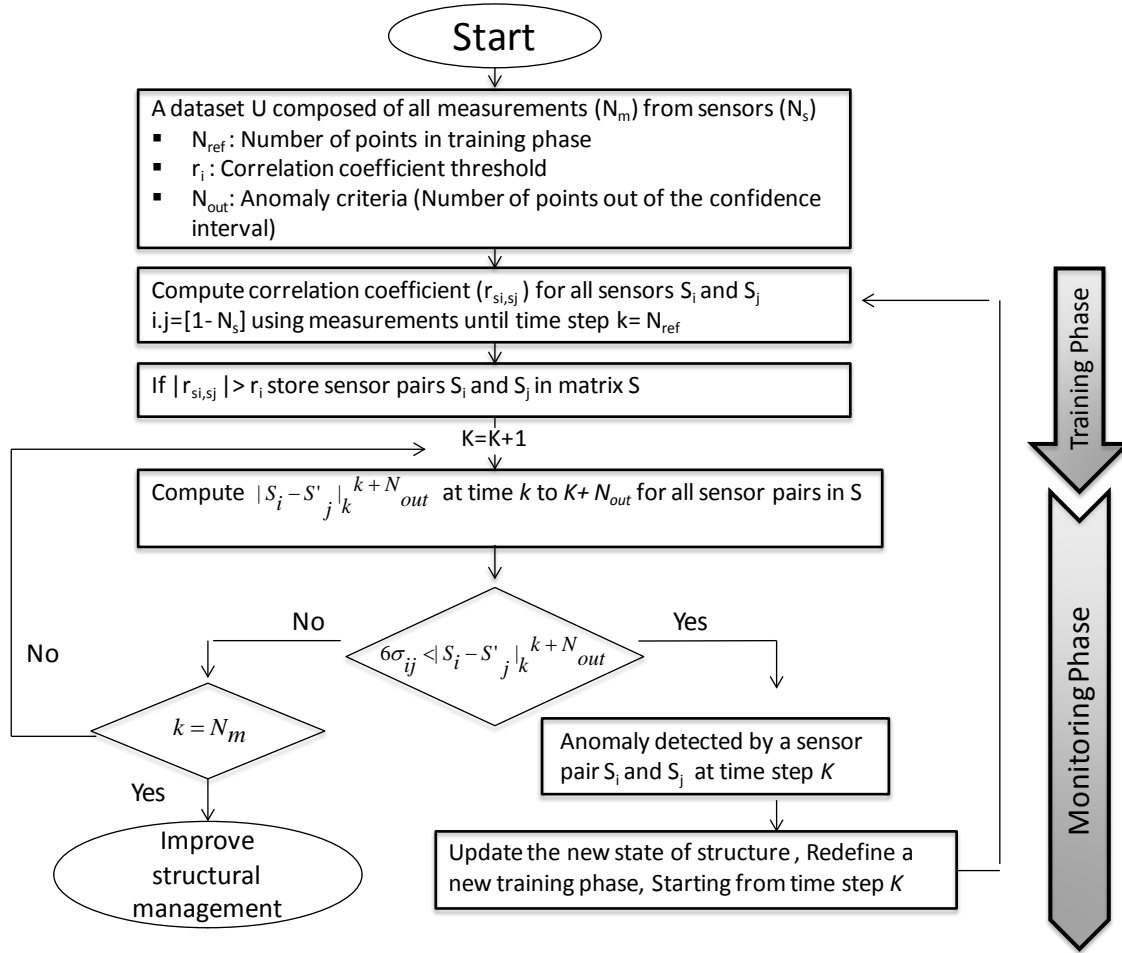 Start
A dataset U composed of all measurements (Nm) from sensors (Ns)
▪ Nref : Number of points in training phase
▪ ri : Correlation coefficient threshold
▪ Nout: Anomaly criteria (Number of points out of the confidence
interval)
Compute correlation coefficient (rsi,sj ) for all sensors Si and Sj
i.j=[1- Ns] using measurements until time step k= Nref
If |rsi,sj |> ri store sensor pairs Si and Sj in matrix S
K=K+1
Compute | Si − S'j |k^k + Nout at time k to K+ Nout for all sensor pairs in S
No
Yes
6σij <| Si − S'j |k^k + Nout
No
k = Nm
Yes
Improve
structural
management
Anomaly detected by a sensor
pair Si and Sj at time step K
Update the new state of structure , Redefine a
new training phase, Starting from time step K
Training Phase
Monitoring Phase